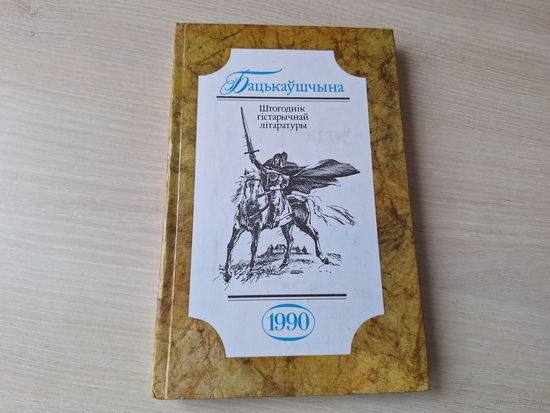 Бацькаўшчына
Штогоднік
гістарычнай
літаратуры
1990